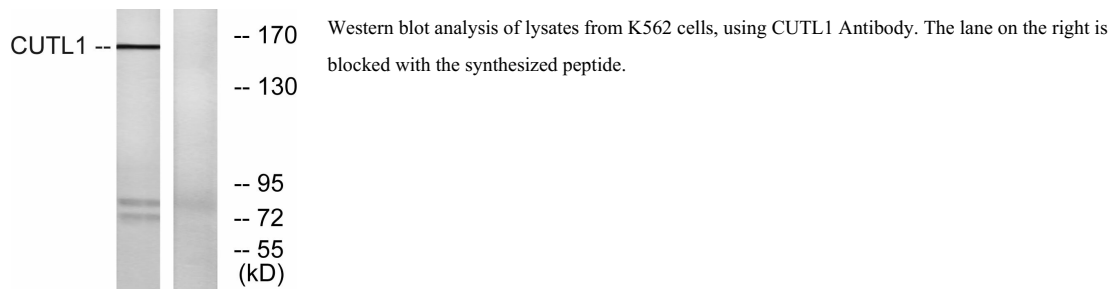 CUTL1 --
-- 170
-- 130
-- 95
-- 72
-- 55
(kD)
Western blot analysis of lysates from K562 cells, using CUTL1 Antibody. The lane on the right is
blocked with the synthesized peptide.